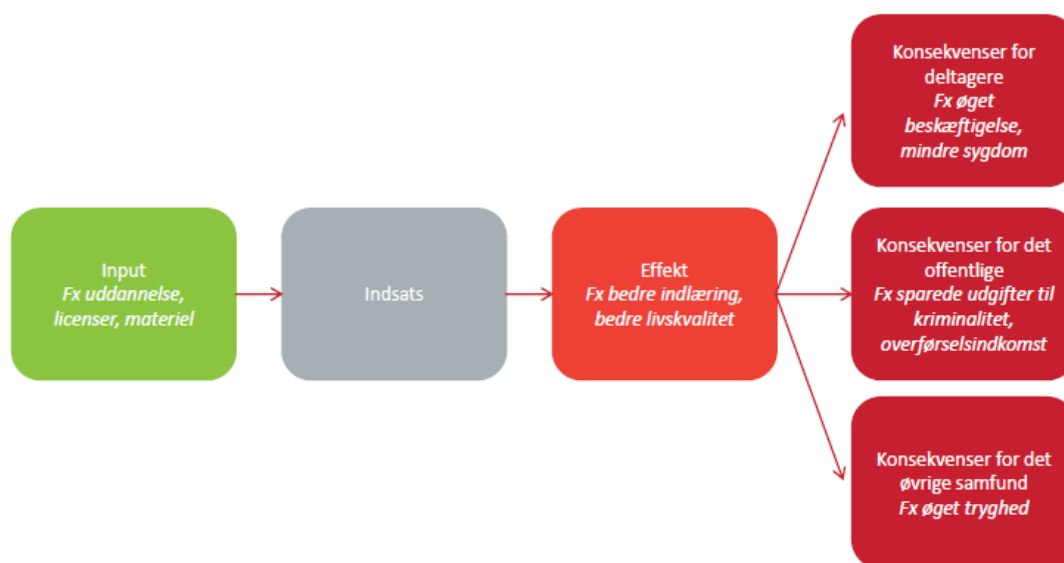 Input
Fx uddannelse,
licenser, materiel
Indsats
Effekt
Fx bedre indlæring,
bedre livskvalitet
Konsekvenser for
deltagere
Fx øget
beskæftigelse,
mindre sygdom
Konsekvenser for det
offentlige
Fx sparede udgifter til
kriminalitet,
overførselsindkomst
Konsekvenser for det
øvrige samfund
Fx øget tryghed